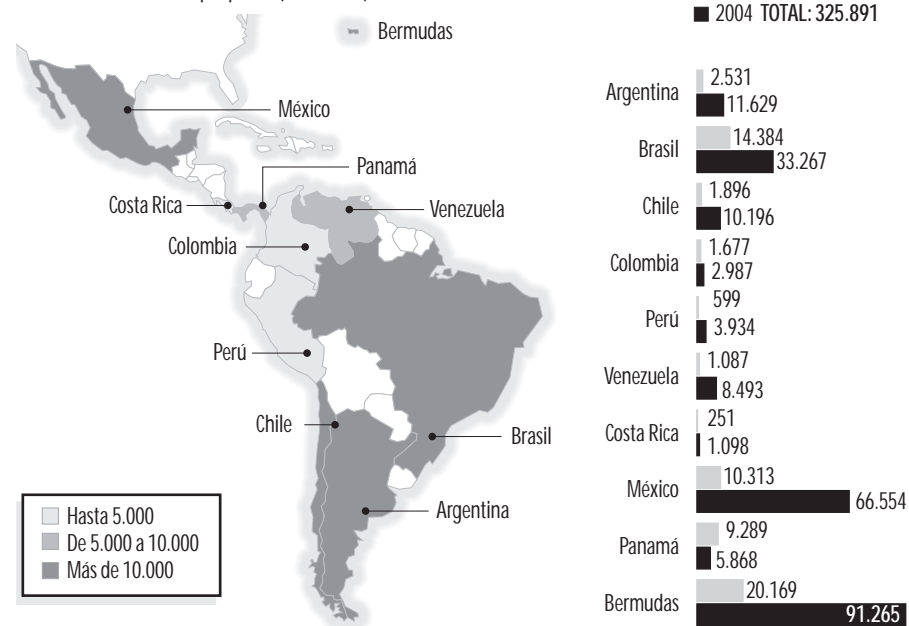 Bermudas
México
Panamá
Costa Rica
Venezuela
Colombia
Perú
Chile
Brasil
Argentina
Hasta 5.000
De 5.000 a 10.000
Más de 10.000
2004 TOTAL: 325.891
Argentina
2.531
11.629
Brasil
14.384
33.267
Chile
1.896
10.196
Colombia
1.677
2.987
Perú
599
3.934
Venezuela
1.087
8.493
Costa Rica
251
1.098
México
10.313
66.554
Panamá
9.289
5.868
Bermudas
20.169
91.265